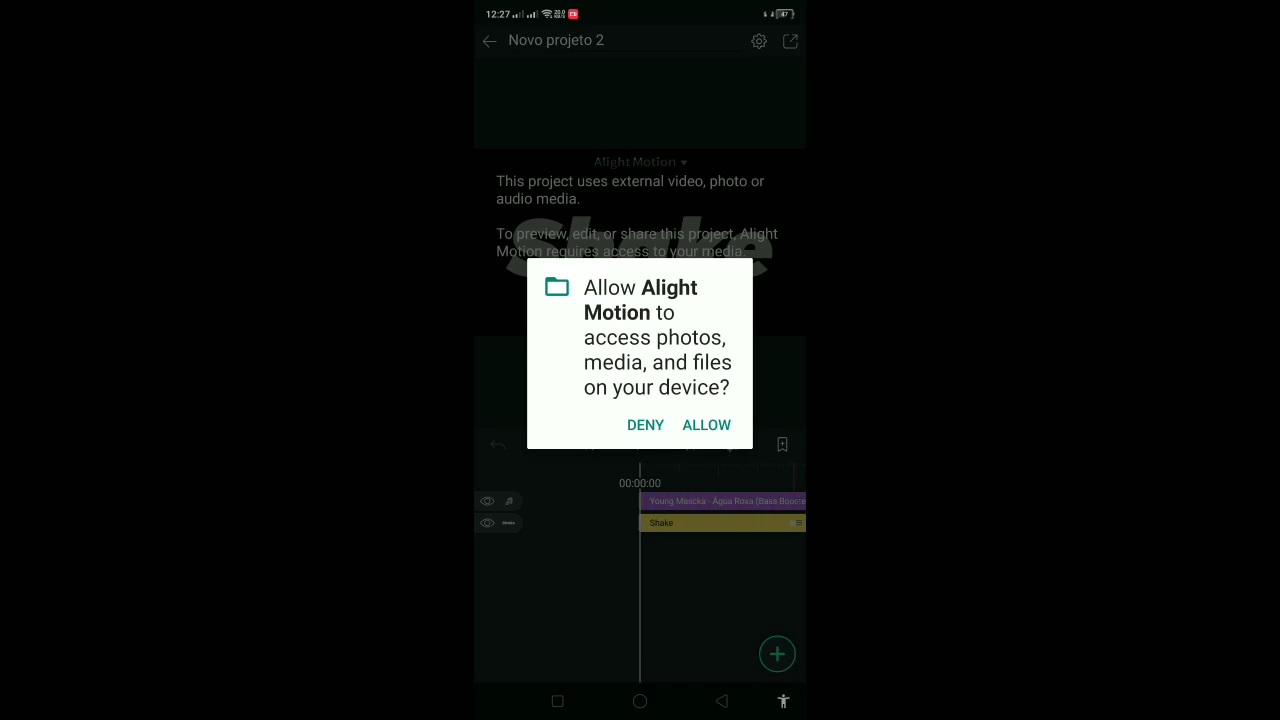 12:27
Novo projeto 2
Alight Motion
This project uses external video, photo or
audio media.
Shake
To preview, edit, or share this project, Alight
Motion requires access to your media.
Allow Alight
Motion to
access photos,
media, and files
on your device?
DENY ALLOW
00:00:00
Young Mascka - Água Roxa (Bass Booste
Shake